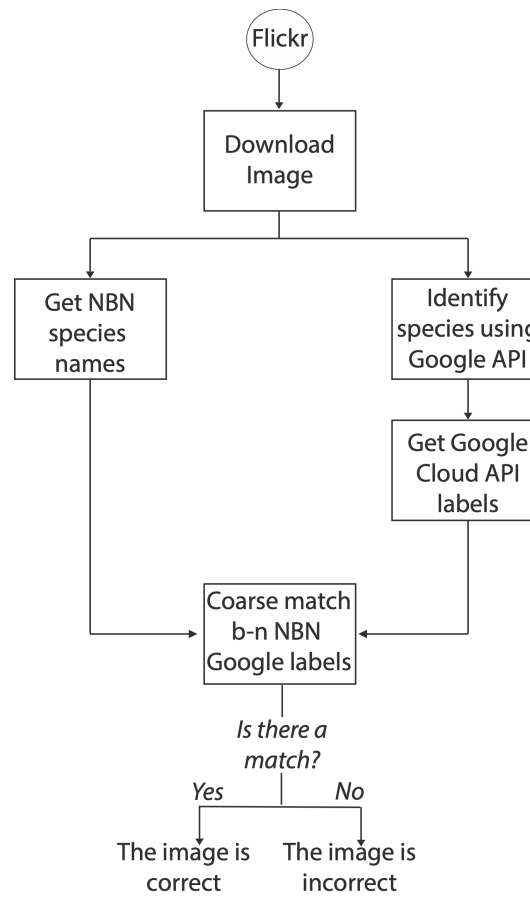 Flickr
Download
Image
Get NBN
species
names
Identify
species using
Google API
Get Google
Cloud API
labels
Coarse match
b-n NBN
Google labels
Is there a
match?
Yes
No
The image is
correct
The image is
incorrect